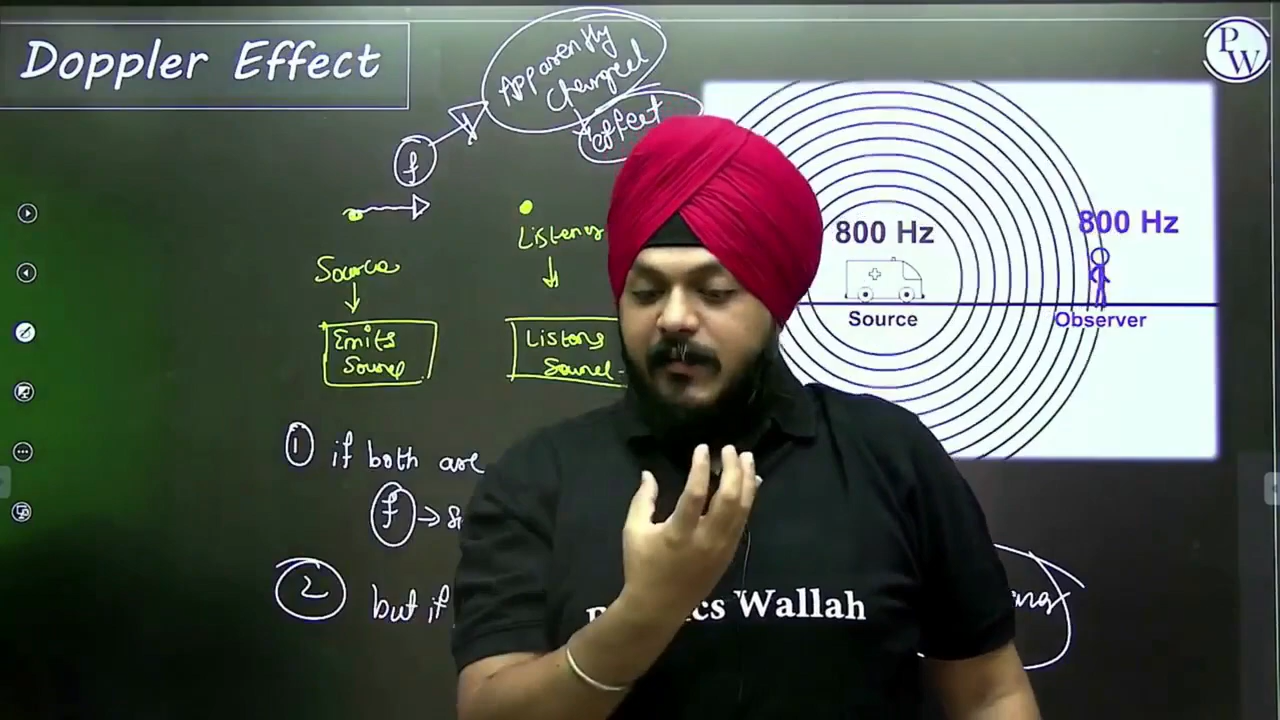 Doppler Effect
Apparently
Changed
effect
PW
f
800 Hz
800 Hz
Listener
Source
Source
Observer
Emits
Sound
Listens
Sound
1 if both are
f →
2 but if
Wallah